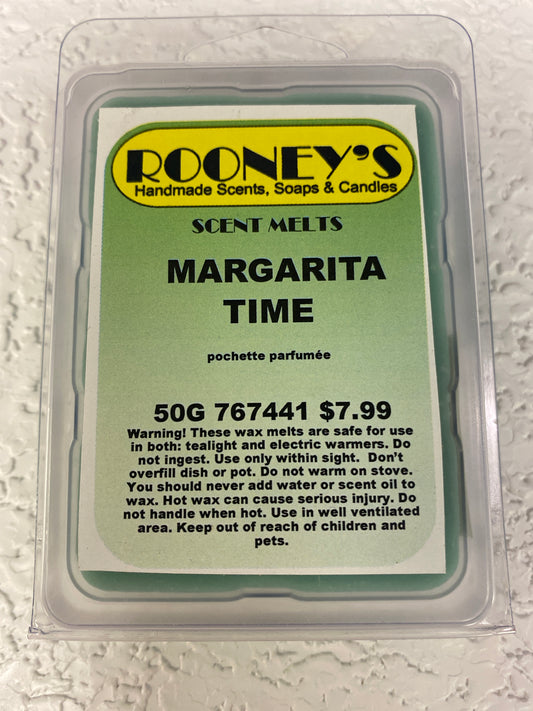 ROONEY'S
Handmade Scents, Soaps & Candles
SCENT MELTS
MARGARITA
TIME
pochette parfumée
50G 767441 $7.99
Warning! These wax melts are safe for use
in both: tealight and electric warmers. Do
not ingest. Use only within sight. Don't
overfill dish or pot. Do not warm on stove.
You should never add water or scent oil to
wax. Hot wax can cause serious injury. Do
not handle when hot. Use in well ventilated
area. Keep out of reach of children and
pets.